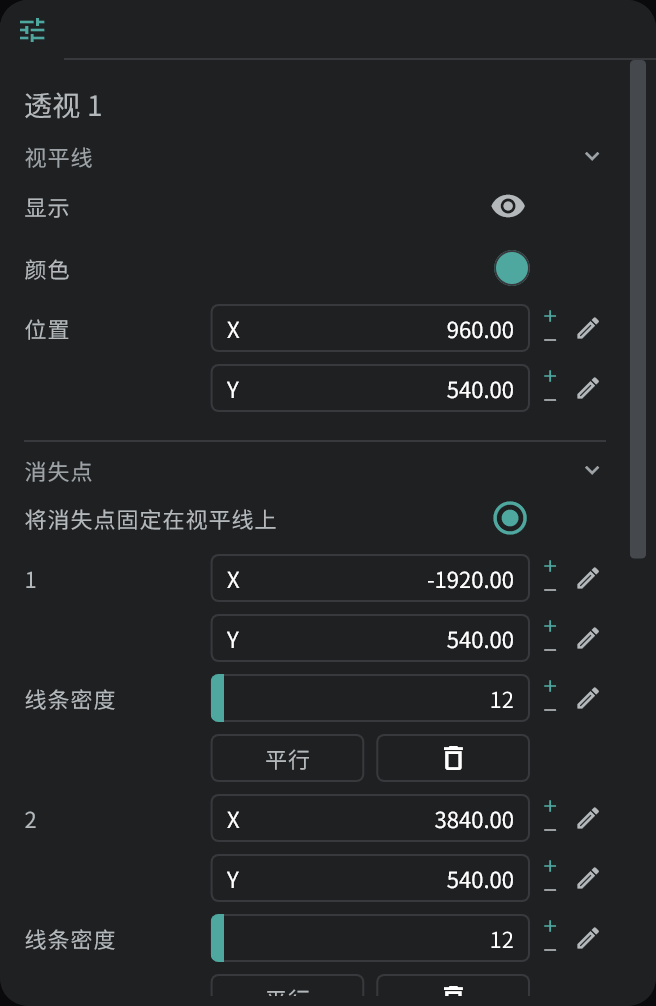 透视 1
视平线
显示
颜色
位置 X 960.00
Y 540.00
消失点
将消失点固定在视平线上
1 X -1920.00
Y 540.00
线条密度 12
平行
2 X 3840.00
Y 540.00
线条密度 12
平行